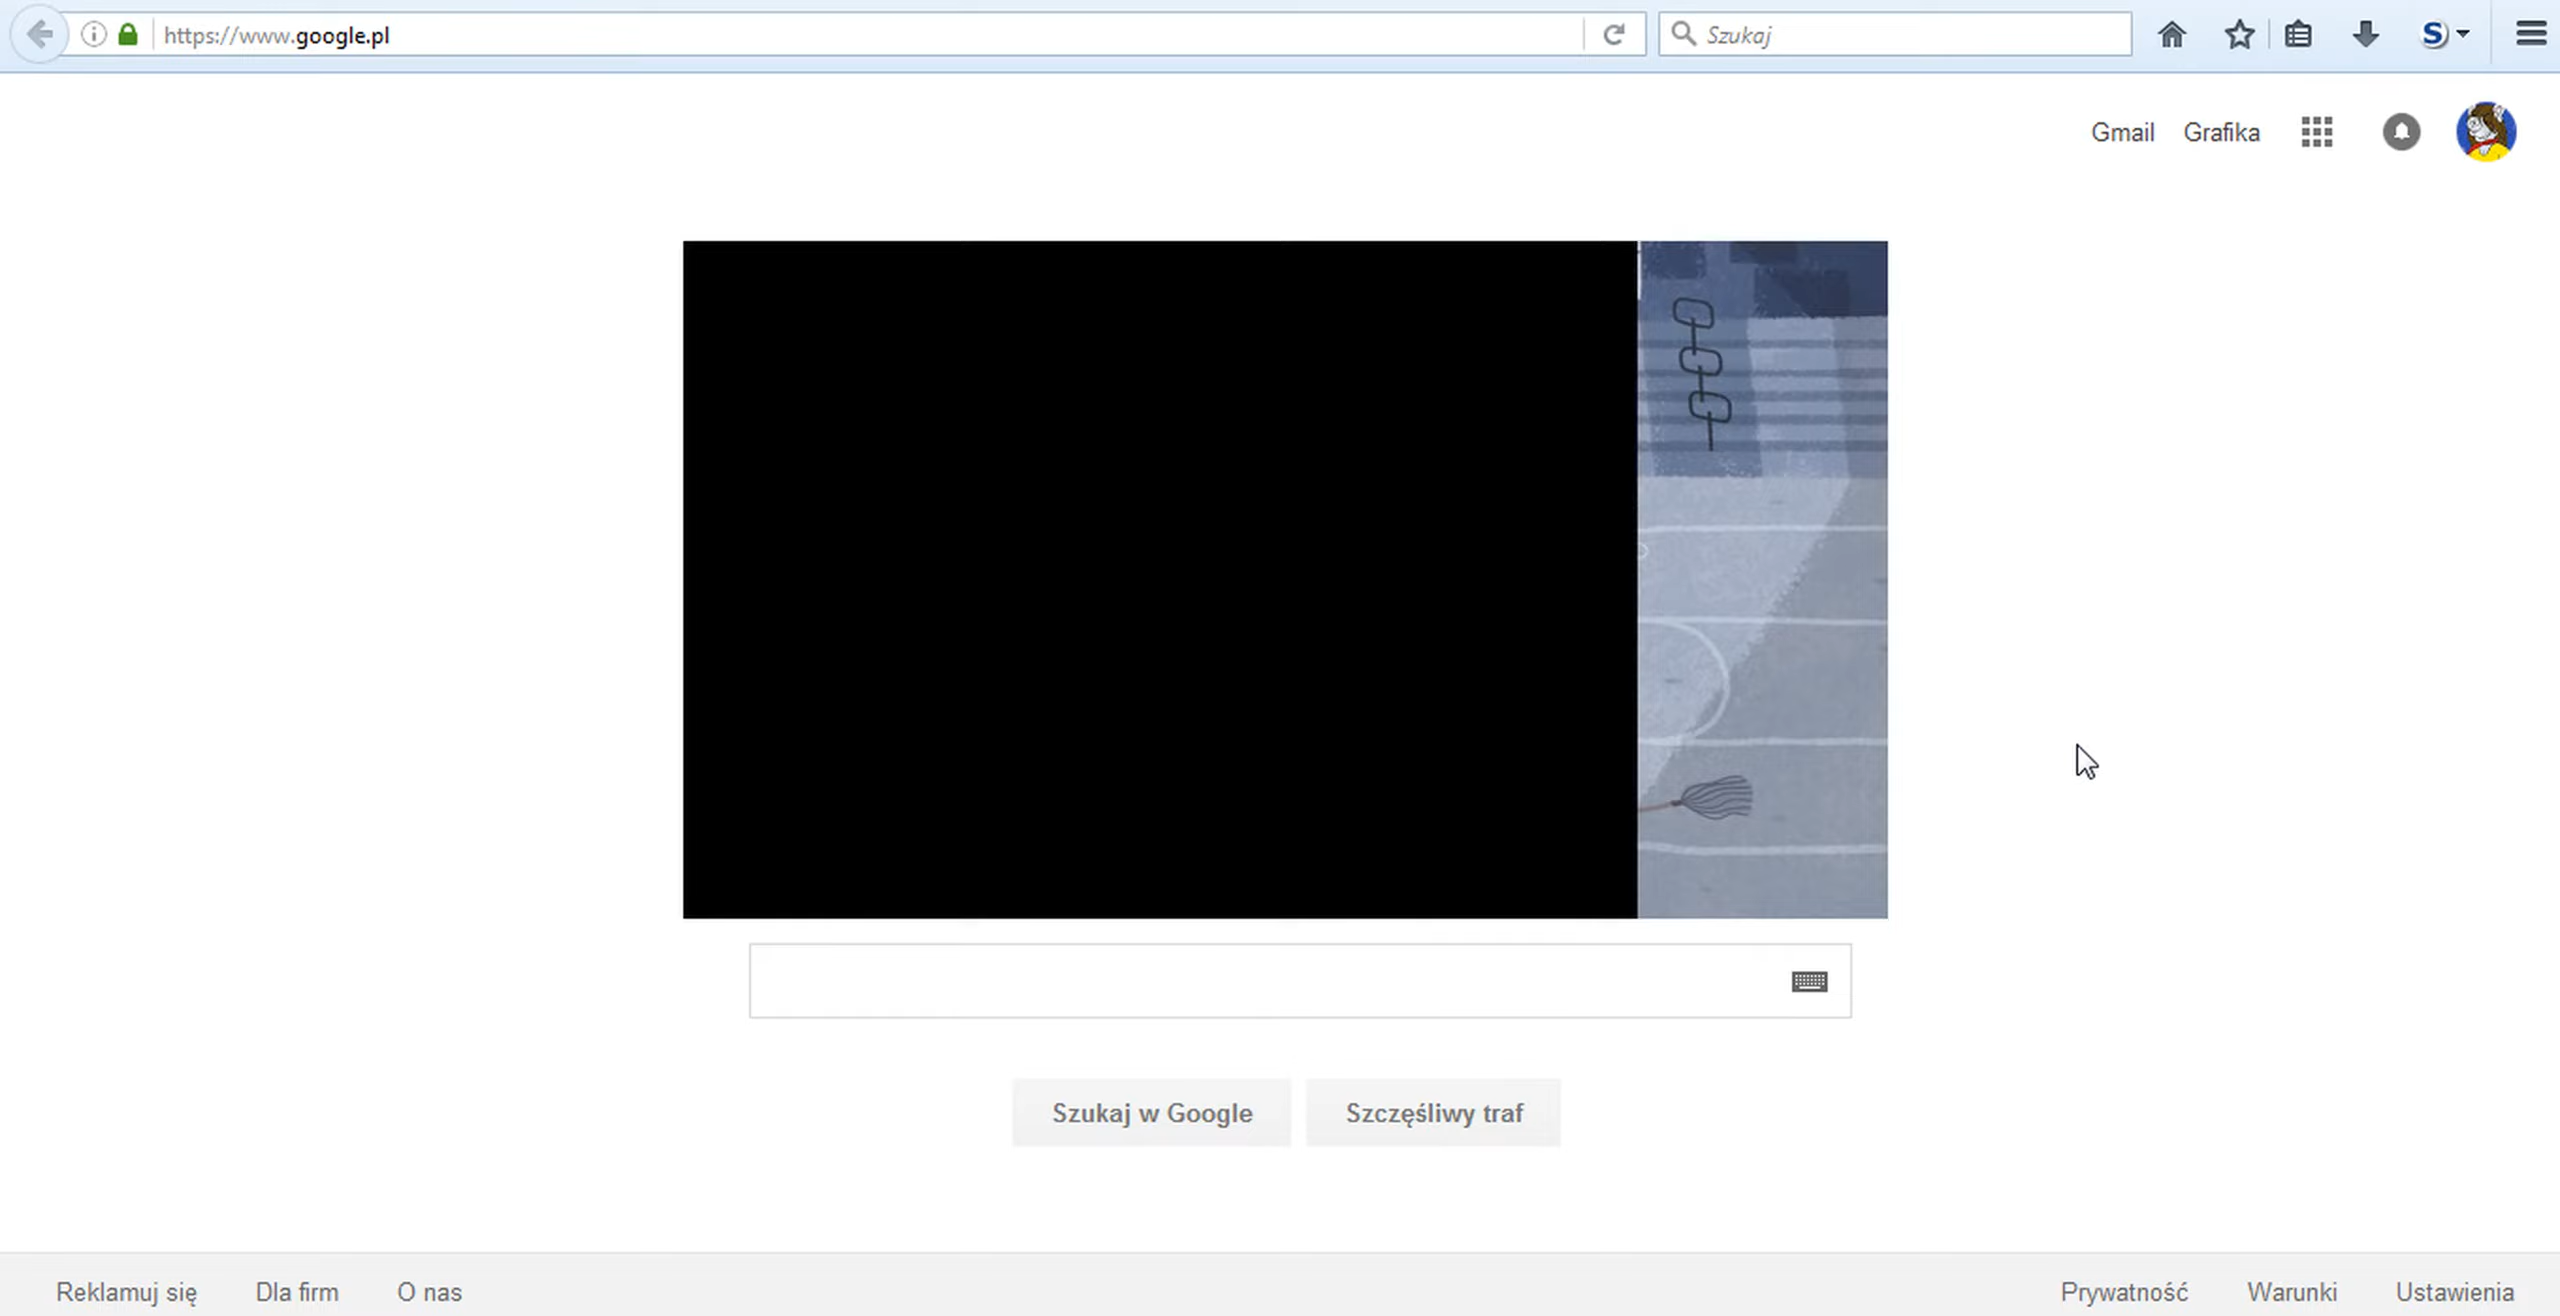 https://www.google.pl
Szukaj
S
Gmail Grafika
Szukaj w Google Szczęśliwy traf
Reklamuj się Dla firm O nas Prywatność Warunki Ustawienia